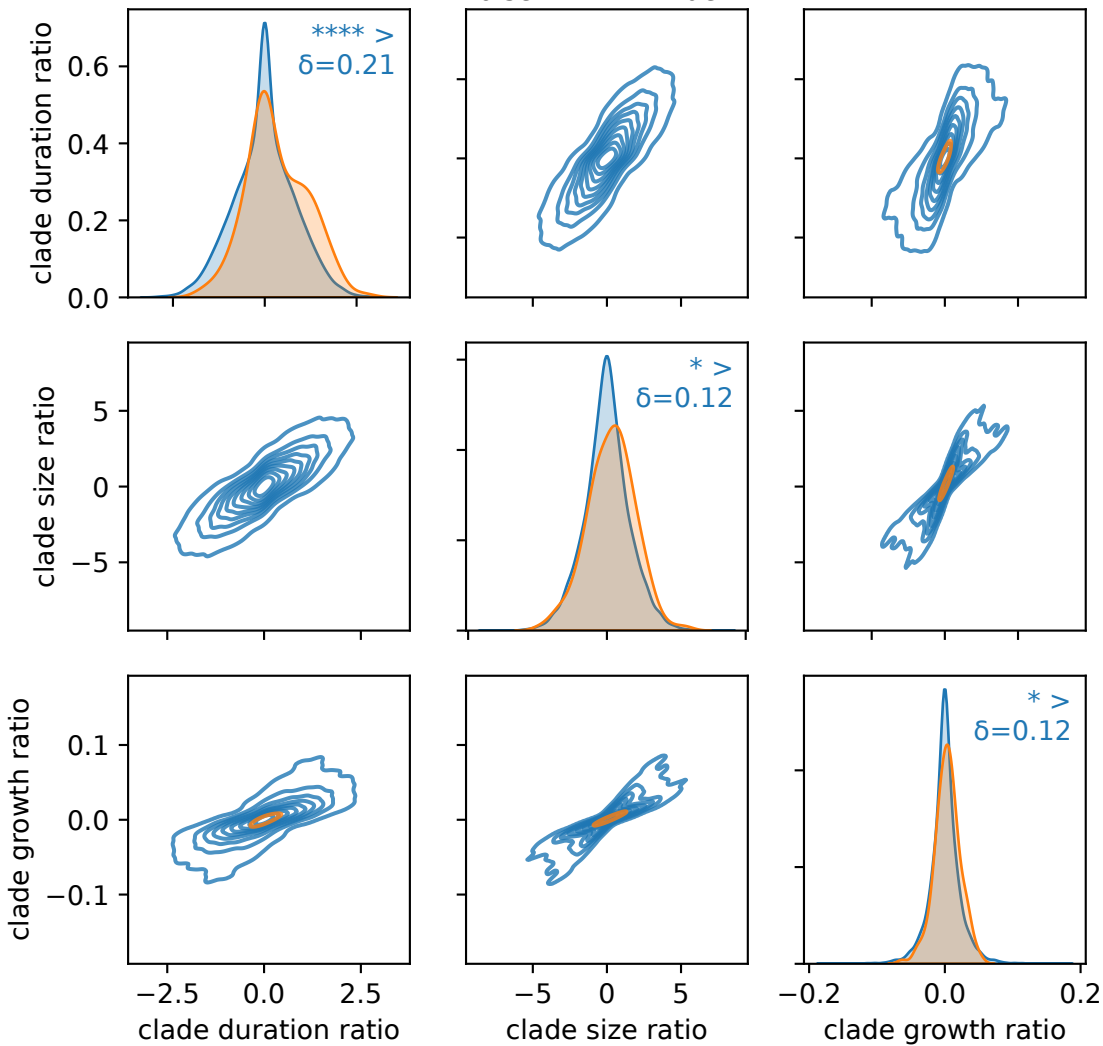 clade duration ratio
0.6
0.4
0.2
0.0
**** >
δ=0.21
clade size ratio
5
0
−5
* >
δ=0.12
clade growth ratio
0.1
0.0
−0.1
* >
δ=0.12
−2.5 0.0 2.5
−5 0 5
−0.2 0.0 0.2
clade duration ratio
clade size ratio
clade growth ratio